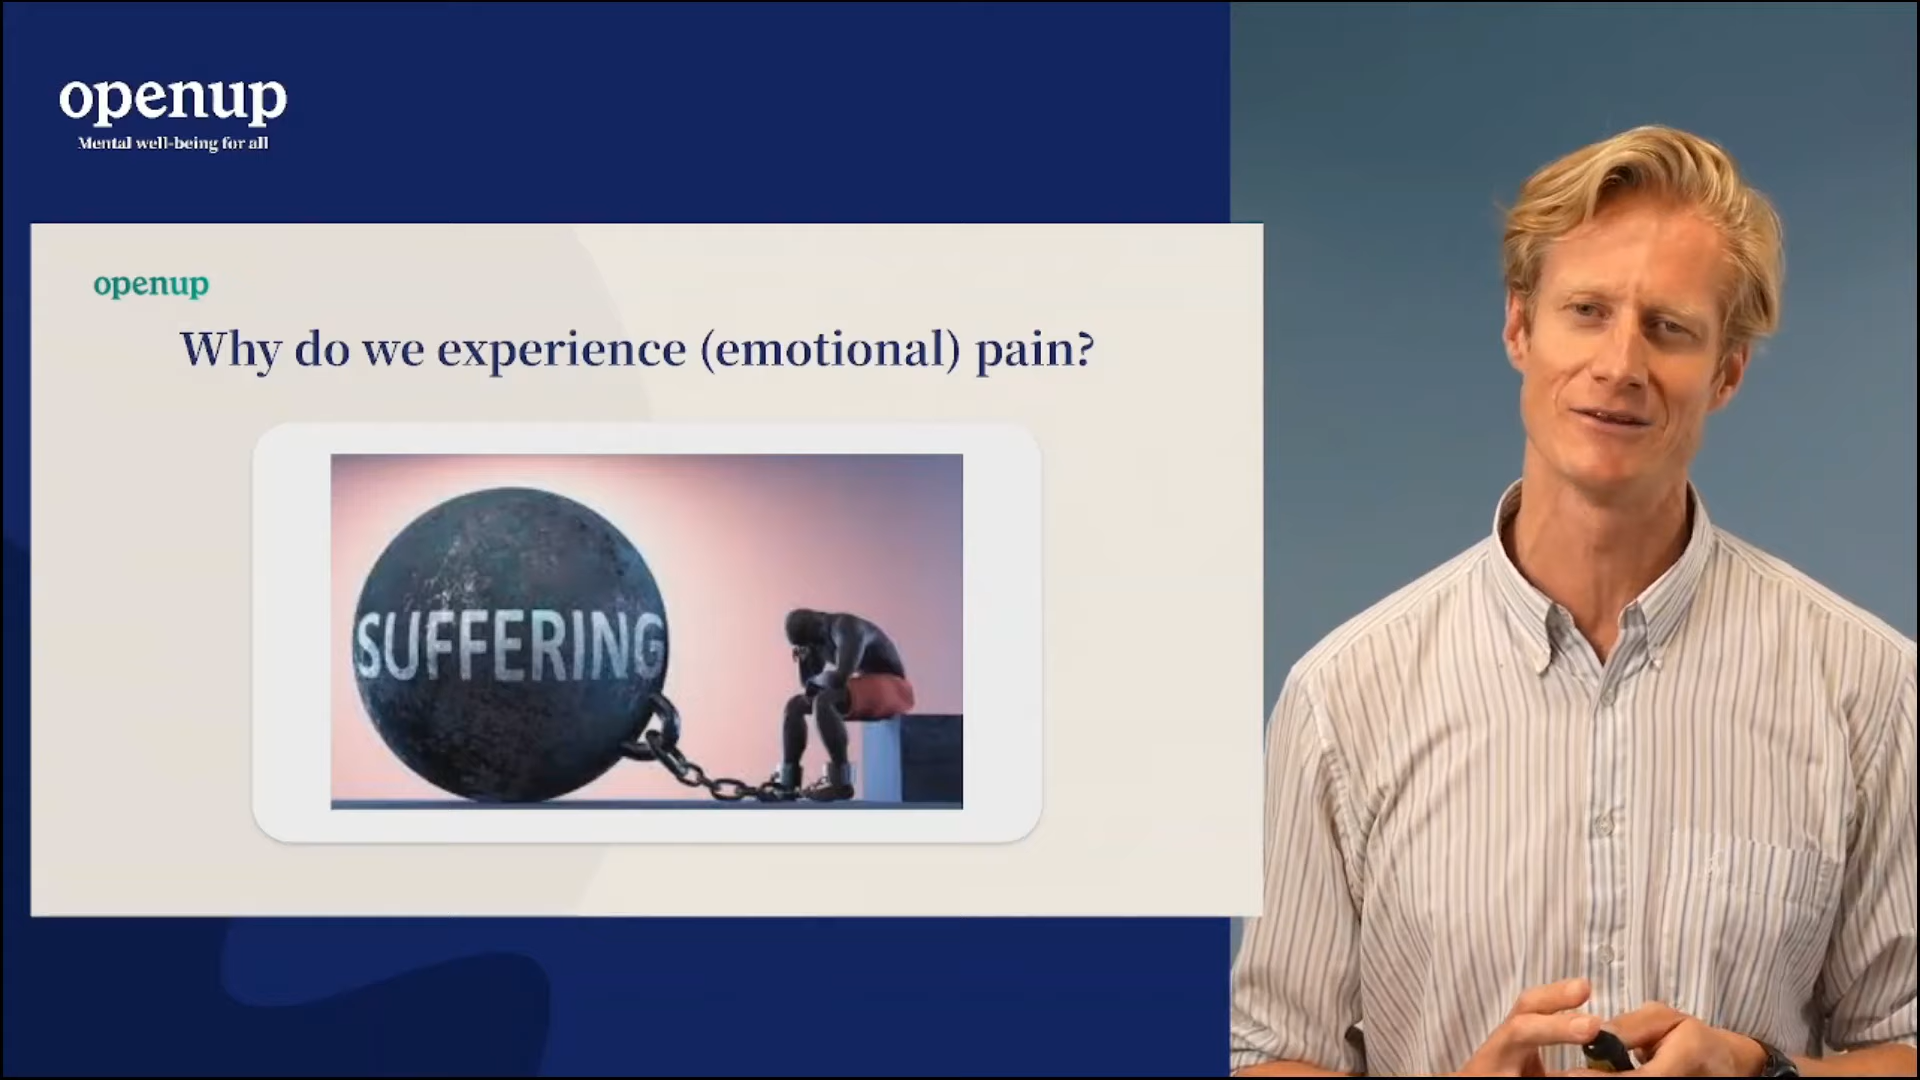 openup
Mental well-being for all
openup
Why do we experience (emotional) pain?
SUFFERING